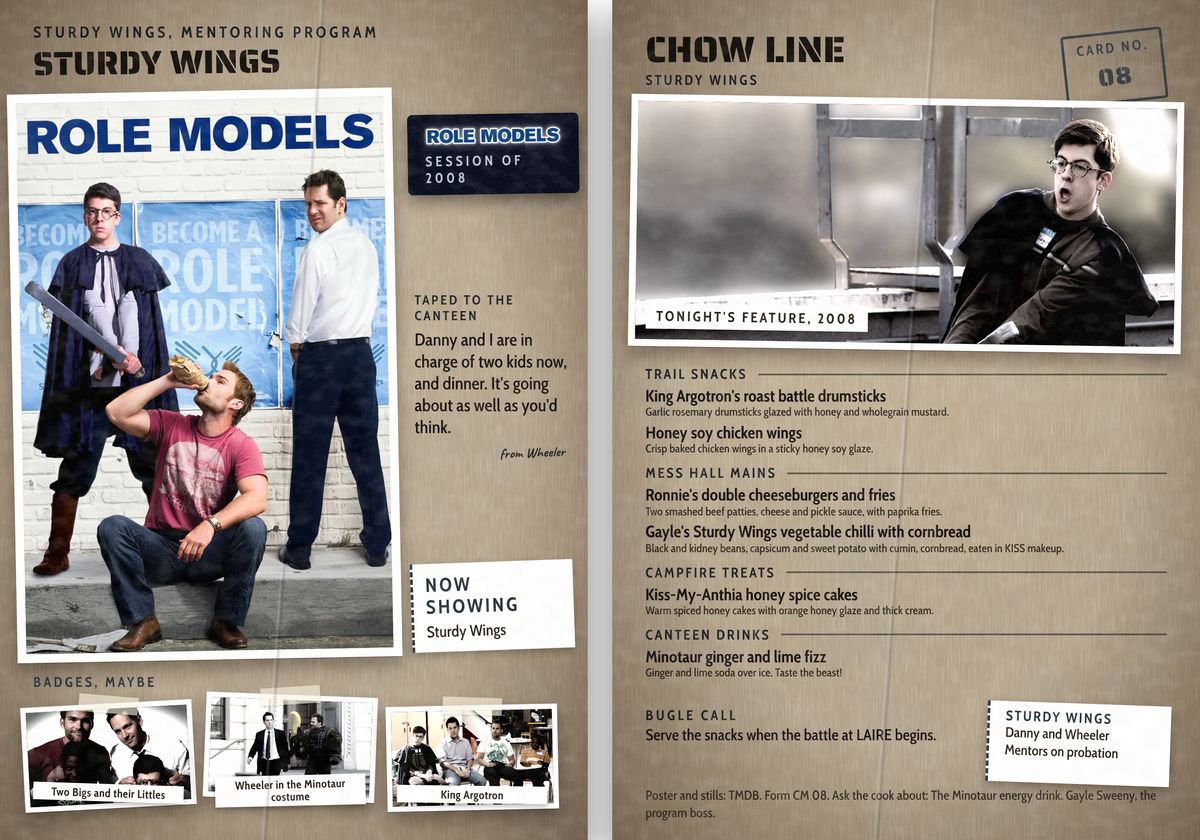 STURDY WINGS, MENTORING PROGRAM
STURDY WINGS
ROLE MODELS
BECOME A
ROLE
MODEL
ROLE MODELS
SESSION OF
2008
TAPED TO THE
CANTEEN
Danny and I are in
charge of two kids now,
and dinner. It's going
about as well as you'd
think.
from Wheeler
NOW
SHOWING
Sturdy Wings
BADGES, MAYBE
Two Bigs and their Littles
Wheeler in the Minotaur
costume
King Argotron
CHOW LINE
STURDY WINGS
CARD NO.
08
TONIGHT'S FEATURE, 2008
TRAIL SNACKS
King Argotron's roast battle drumsticks
Garlic rosemary drumsticks glazed with honey and wholegrain mustard.
Honey soy chicken wings
Crisp baked chicken wings in a sticky honey soy glaze.
MESS HALL MAINS
Ronnie's double cheeseburgers and fries
Two smashed beef patties, cheese and pickle sauce, with paprika fries.
Gayle's Sturdy Wings vegetable chilli with cornbread
Black and kidney beans, capsicum and sweet potato with cumin, cornbread, eaten in KISS makeup.
CAMPFIRE TREATS
Kiss-My-Anthia honey spice cakes
Warm spiced honey cakes with orange honey glaze and thick cream.
CANTEEN DRINKS
Minotaur ginger and lime fizz
Ginger and lime soda over ice. Taste the beast!
BUGLE CALL
Serve the snacks when the battle at LAIRE begins.
STURDY WINGS
Danny and Wheeler
Mentors on probation
Poster and stills: TMDB. Form CM 08. Ask the cook about: The Minotaur energy drink. Gayle Sweeny, the
program boss.